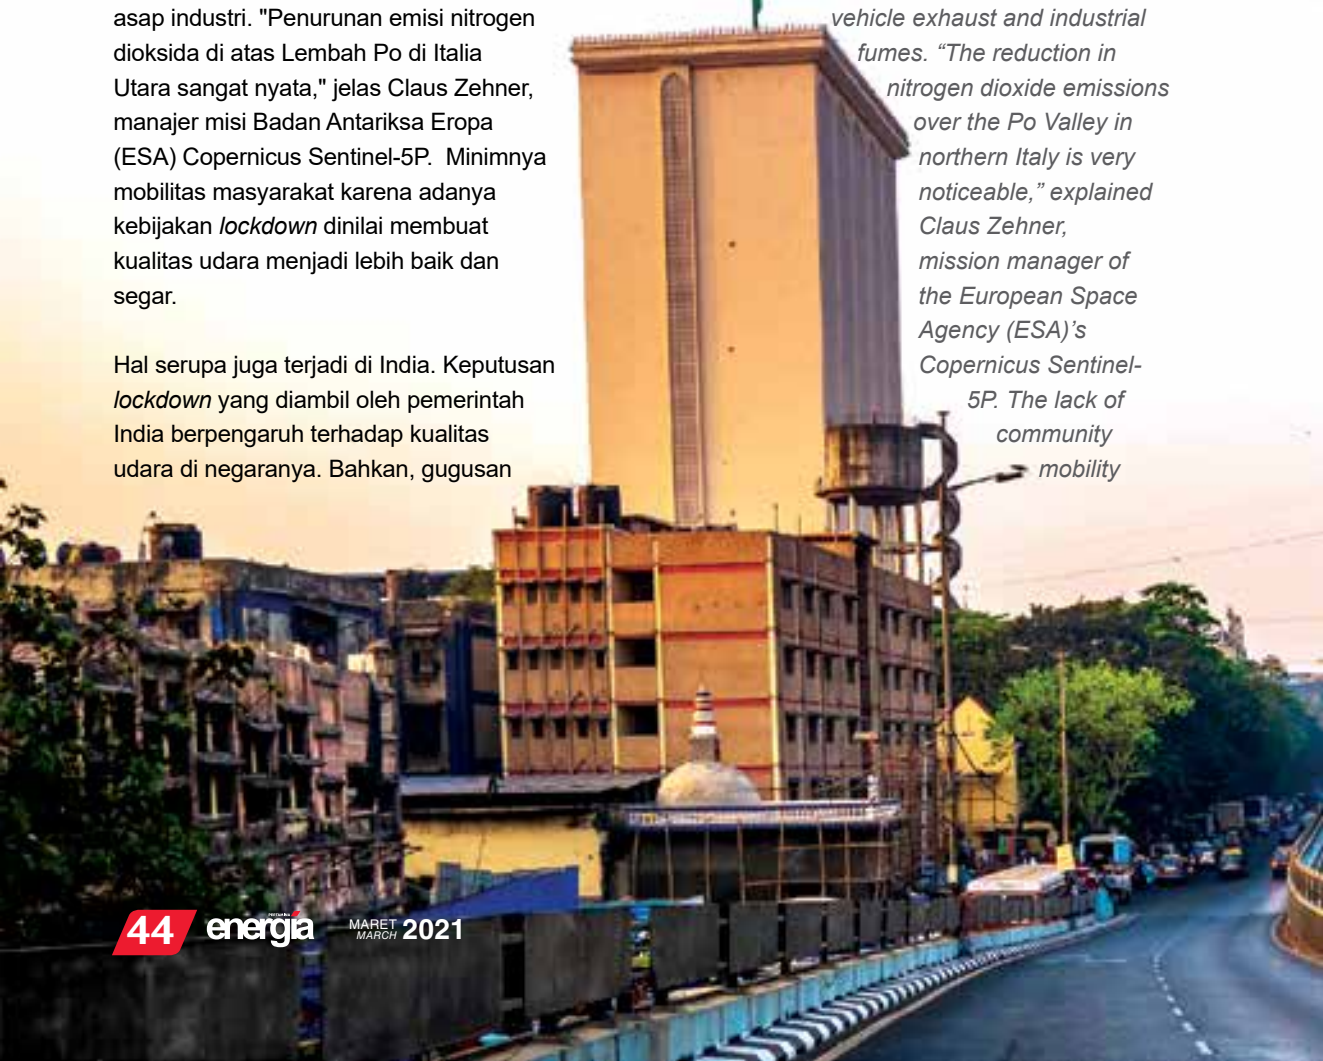 asap industri. "Penurunan emisi nitrogen
dioksida di atas Lembah Po di Italia
Utara sangat nyata," jelas Claus Zehner,
manajer misi Badan Antariksa Eropa
(ESA) Copernicus Sentinel-5P.  Minimnya
mobilitas masyarakat karena adanya
kebijakan lockdown dinilai membuat
kualitas udara menjadi lebih baik dan
segar.
Hal serupa juga terjadi di India. Keputusan
lockdown yang diambil oleh pemerintah
India berpengaruh terhadap kualitas
udara di negaranya. Bahkan, gugusan
vehicle exhaust and industrial
fumes. “The reduction in
nitrogen dioxide emissions
over the Po Valley in
northern Italy is very
noticeable,” explained
Claus Zehner,
mission manager of
the European Space
Agency (ESA)’s
Copernicus Sentinel-
5P. The lack of
community
mobility
44 energia MARET 2021
MARCH